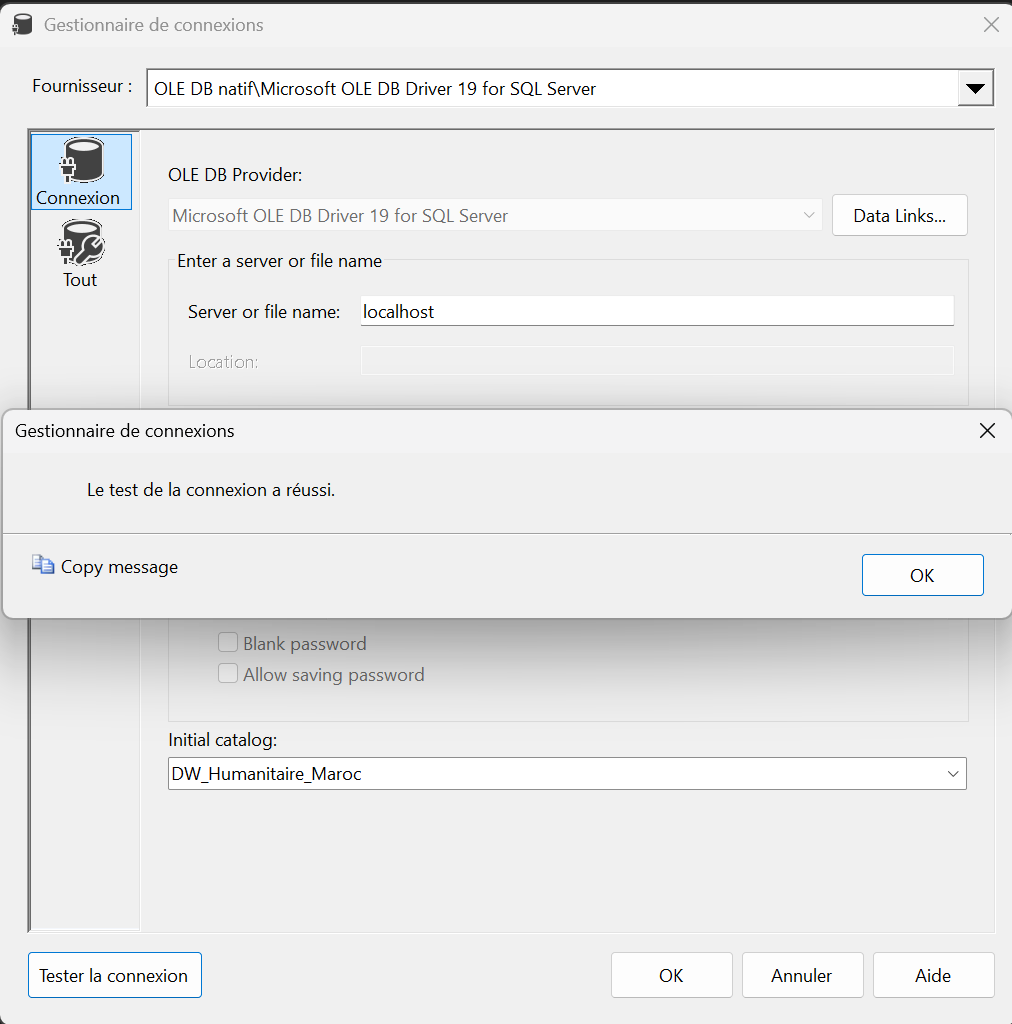 Gestionnaire de connexions
Fournisseur : OLE DB natif\Microsoft OLE DB Driver 19 for SQL Server
Connexion
Tout
OLE DB Provider:
Microsoft OLE DB Driver 19 for SQL Server Data Links...
Enter a server or file name
Server or file name: localhost
Location:
Gestionnaire de connexions
Le test de la connexion a réussi.
Copy message
OK
Blank password
Allow saving password
Initial catalog:
DW_Humanitaire_Maroc
Tester la connexion OK Annuler Aide